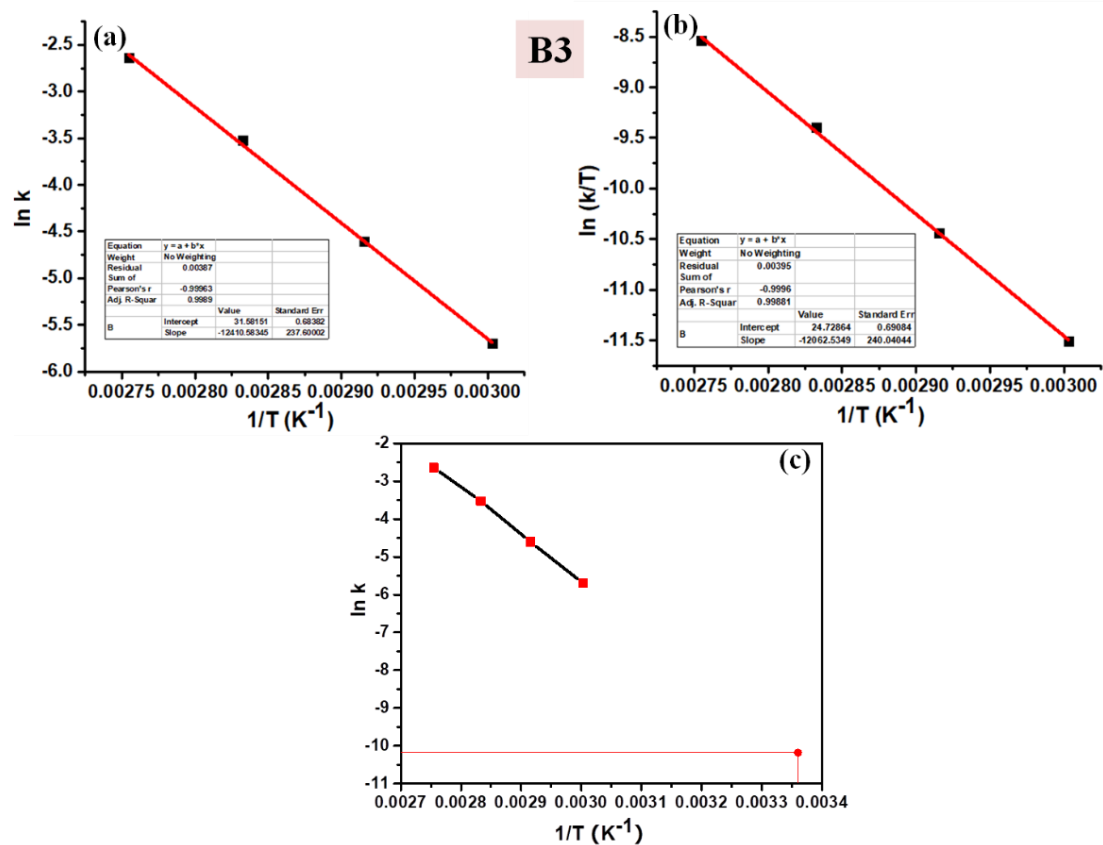 (a)
B3
(b)
-2.5
-3.0
-3.5
-4.0
-4.5
-5.0
-5.5
-6.0
ln k
Equation y = a + b*x
Weight No Weighting
Residual Sum of 0.00387
Pearson's r -0.99963
Adj. R-Squar 0.9989
Value Standard Err
B Intercept 31.58151 0.68382
Slope -12410.58345 237.60002
0.00275 0.00280 0.00285 0.00290 0.00295 0.00300
1/T (K-1)
-8.5
-9.0
-9.5
-10.0
-10.5
-11.0
-11.5
ln (k/T)
Equation y = a + b*x
Weight No Weighting
Residual Sum of 0.00395
Pearson's r -0.9996
Adj. R-Squar 0.99881
Value Standard Err
B Intercept 24.72864 0.69084
Slope -12062.5349 240.04044
0.00275 0.00280 0.00285 0.00290 0.00295 0.00300
1/T (K-1)
(c)
-2
-3
-4
-5
-6
-7
-8
-9
-10
-11
ln k
0.0027 0.0028 0.0029 0.0030 0.0031 0.0032 0.0033 0.0034
1/T (K-1)